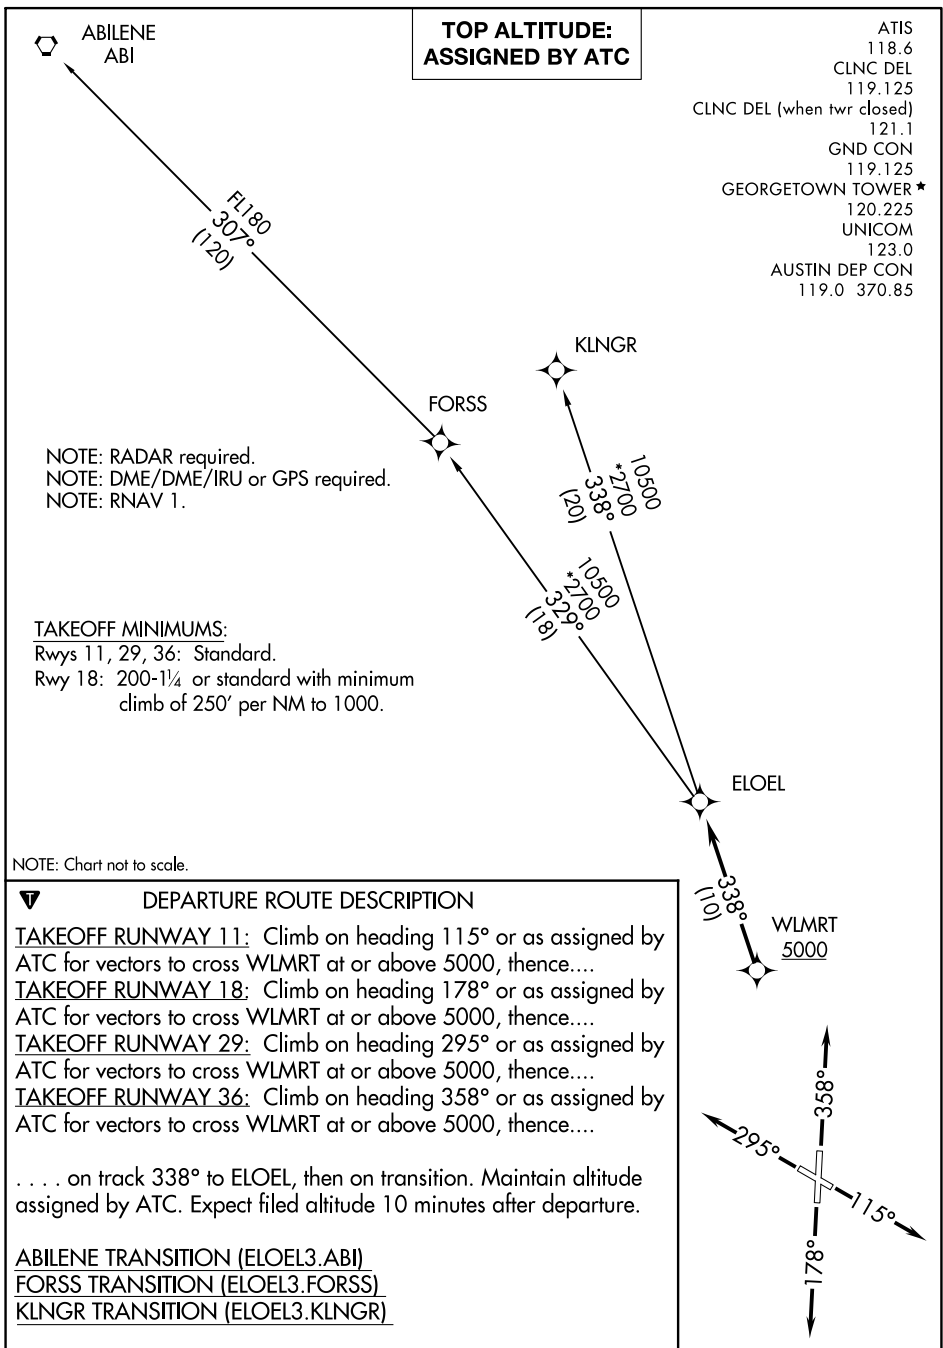 ABILENE
ABI
TOP ALTITUDE:
ASSIGNED BY ATC
ATIS
118.6
CLNC DEL
119.125
CLNC DEL (when twr closed)
121.1
GND CON
119.125
GEORGETOWN TOWER★
120.225
UNICOM
123.0
AUSTIN DEP CON
119.0 370.85
FL180
307°
(120)
KLNGR
FORSS
10500
*2700
338°
(20)
NOTE: RADAR required.
NOTE: DME/DME/IRU or GPS required.
NOTE: RNAV 1.
10500
*2700
329°
(18)
TAKEOFF MINIMUMS:
Rwys 11, 29, 36: Standard.
Rwy 18: 200-1¼ or standard with minimum
climb of 250′ per NM to 1000.
ELOEL
NOTE: Chart not to scale.
338°
(10)
WLMRT
5000
T DEPARTURE ROUTE DESCRIPTION
TAKEOFF RUNWAY 11: Climb on heading 115° or as assigned by
ATC for vectors to cross WLMRT at or above 5000, thence....
TAKEOFF RUNWAY 18: Climb on heading 178° or as assigned by
ATC for vectors to cross WLMRT at or above 5000, thence....
TAKEOFF RUNWAY 29: Climb on heading 295° or as assigned by
ATC for vectors to cross WLMRT at or above 5000, thence....
TAKEOFF RUNWAY 36: Climb on heading 358° or as assigned by
ATC for vectors to cross WLMRT at or above 5000, thence....
. . . . on track 338° to ELOEL, then on transition. Maintain altitude
assigned by ATC. Expect filed altitude 10 minutes after departure.
ABILENE TRANSITION (ELOEL3.ABI)
FORSS TRANSITION (ELOEL3.FORSS)
KLNGR TRANSITION (ELOEL3.KLNGR)
358°
295°
115°
178°